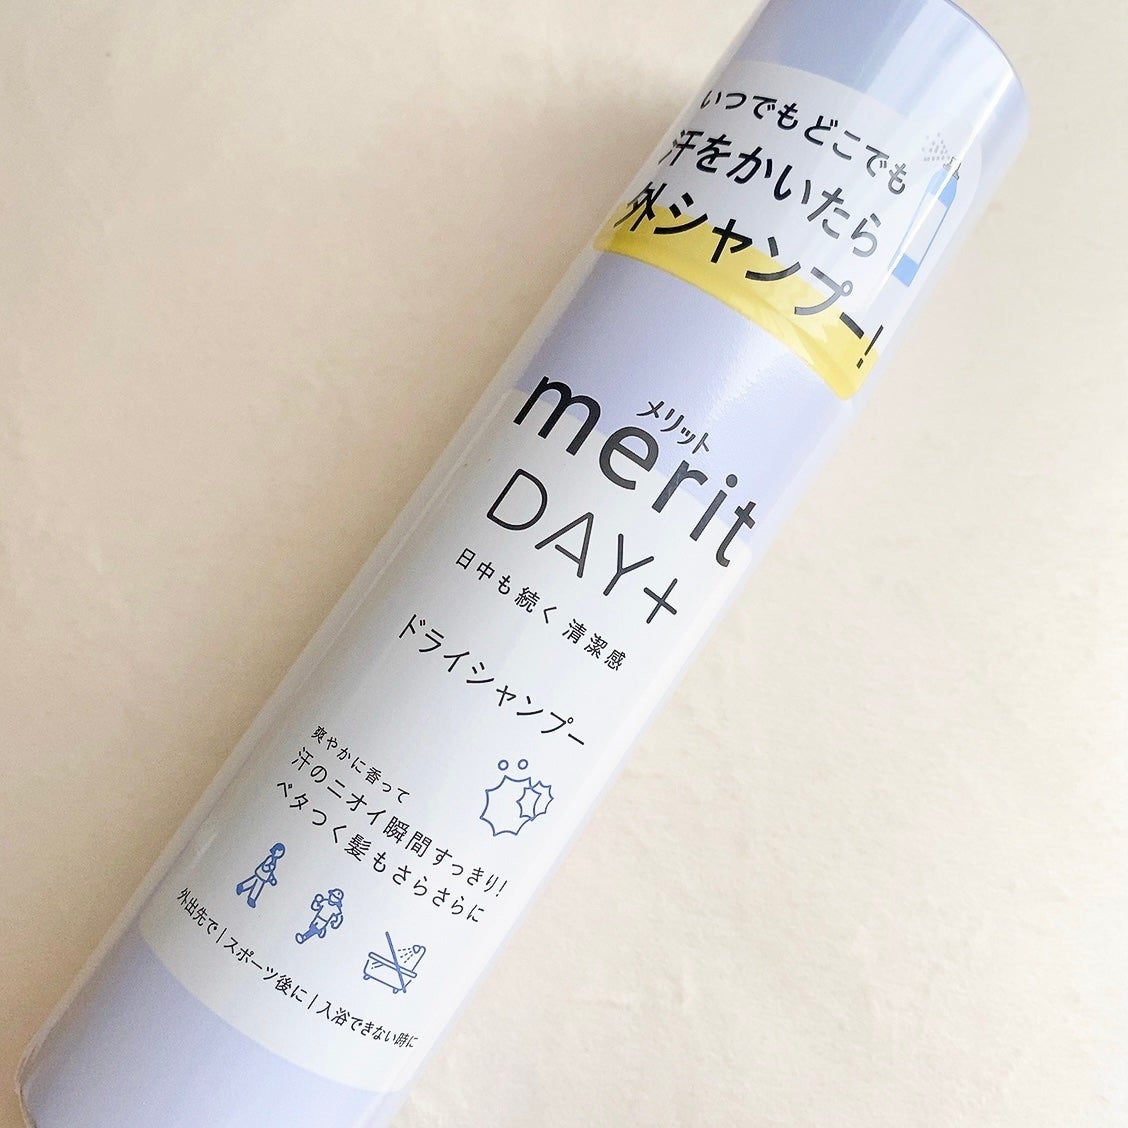 いつでもどこでも
汗をかいたら
外シャンプー!
メリット
merit
DAY+
日中も続く 清潔感
ドライシャンプー
爽やかに香って
汗のニオイ瞬間すっきり!
ベタつく髪もさらさらに
外出先で | スポーツ後に | 入浴できない時に